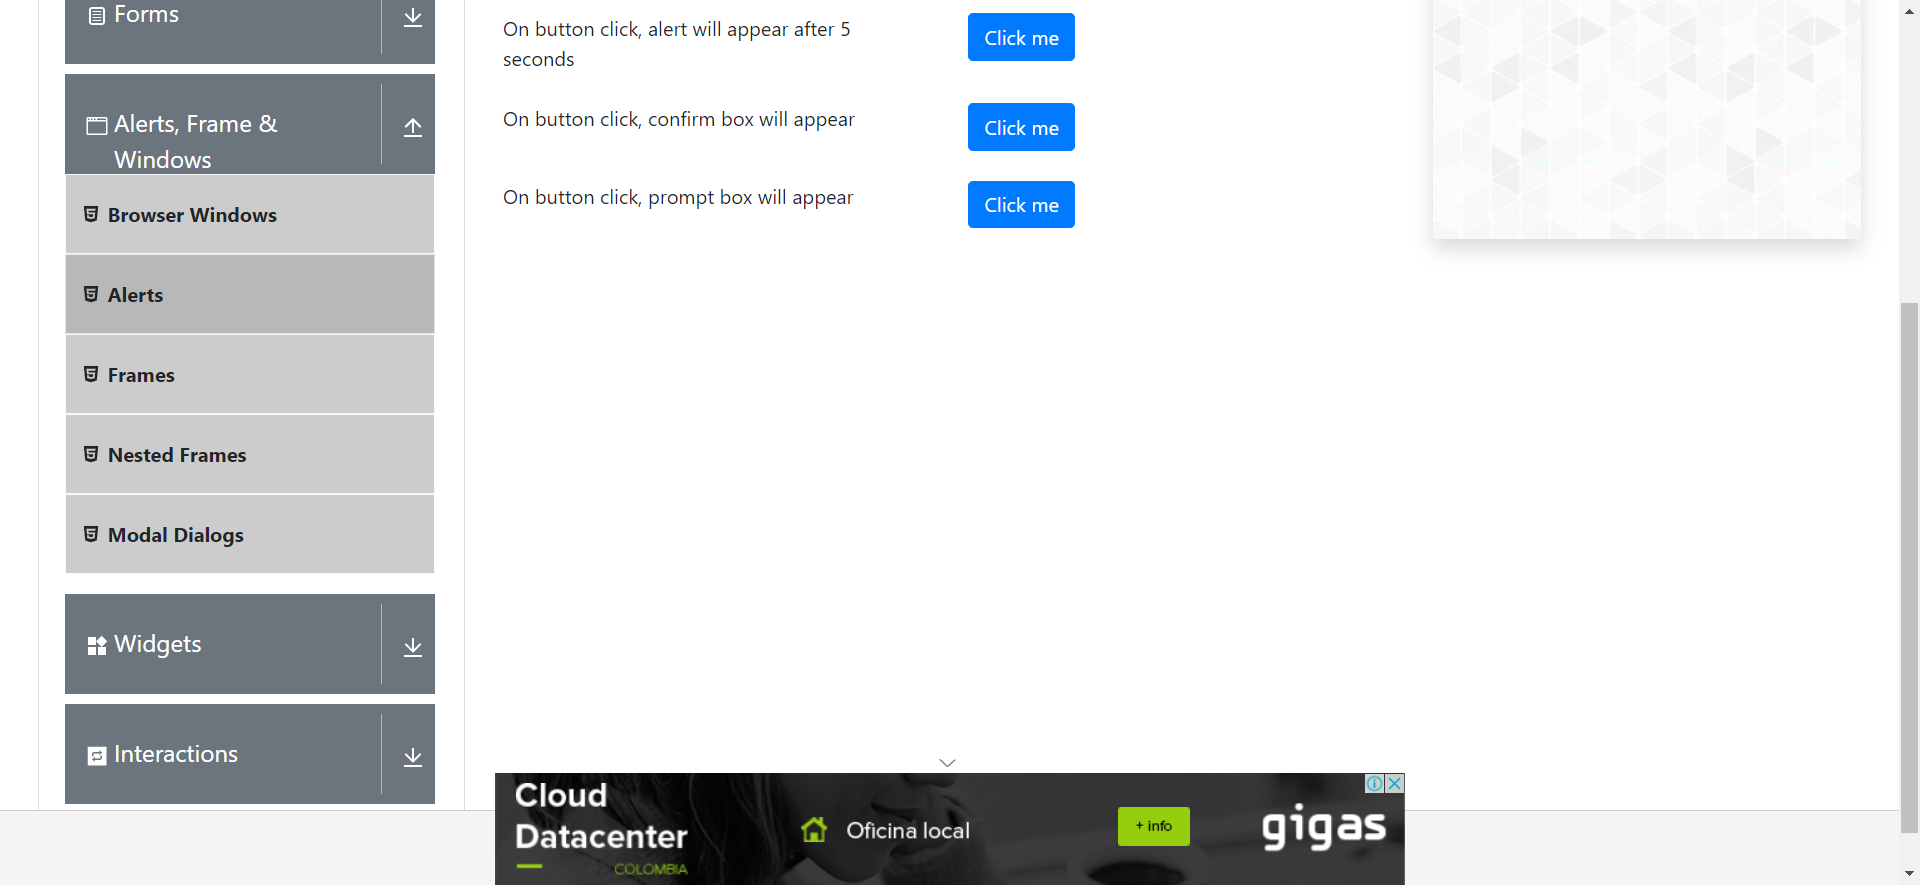 Forms
Alerts, Frame &
Windows
Browser Windows
Alerts
Frames
Nested Frames
Modal Dialogs
Widgets
Interactions
On button click, alert will appear after 5
seconds
Click me
On button click, confirm box will appear
Click me
On button click, prompt box will appear
Click me
Cloud
Datacenter
COLOMBIA
Oficina local
+ info
gigas